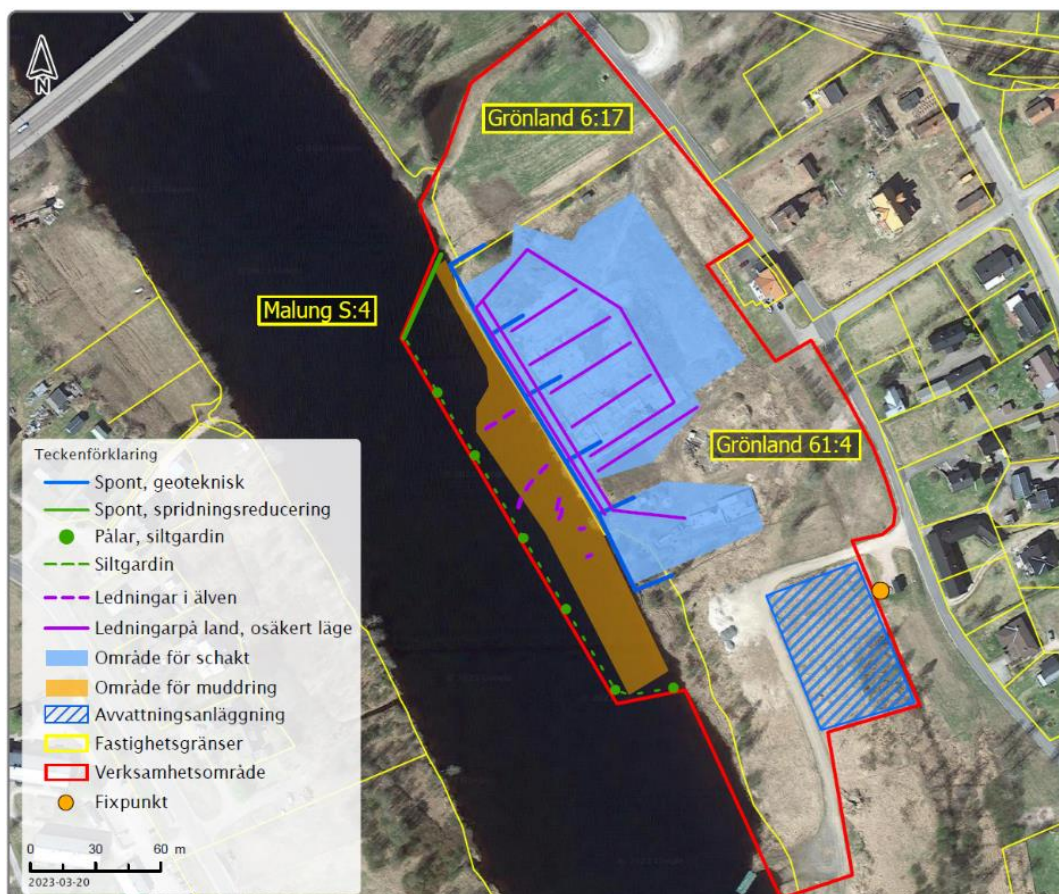 N
Grönland 6:17
Malung S:4
Grönland 61:4
Teckenförklaring
Spont, geoteknisk
Spont, spridningsreducering
Pålar, siltgardin
Siltgardin
Ledningar i älven
Ledningarpå land, osäkert läge
Område för schakt
Område för muddring
Avvattningsanläggning
Fastighetsgränser
Verksamhetsområde
Fixpunkt
0 30 60 m
2023-03-20